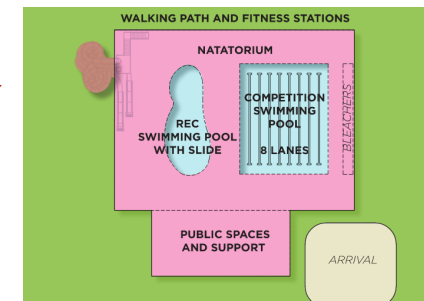 WALKING PATH AND FITNESS STATIONS
NATATORIUM
REC
SWIMMING POOL
WITH SLIDE
COMPETITION
SWIMMING
POOL
8 LANES
BLEACHERS
PUBLIC SPACES
AND SUPPORT
ARRIVAL